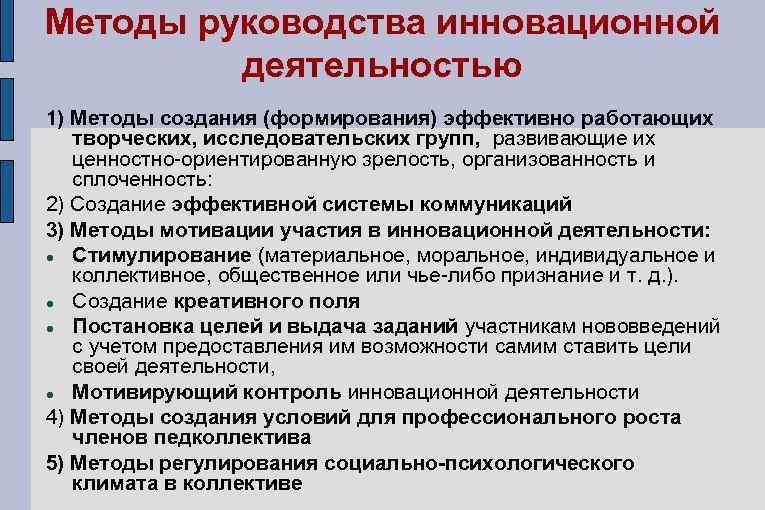 Методы руководства инновационной
деятельностью
1) Методы создания (формирования) эффективно работающих
творческих, исследовательских групп, развивающие их
ценностно-ориентированную зрелость, организованность и
сплоченность:
2) Создание эффективной системы коммуникаций
3) Методы мотивации участия в инновационной деятельности:
● Стимулирование (материальное, моральное, индивидуальное и
коллективное, общественное или чье-либо признание и т. д.).
● Создание креативного поля
● Постановка целей и выдача заданий участникам нововведений
с учетом предоставления им возможности самим ставить цели
своей деятельности,
● Мотивирующий контроль инновационной деятельности
4) Методы создания условий для профессионального роста
членов педколлектива
5) Методы регулирования социально-психологического
климата в коллективе